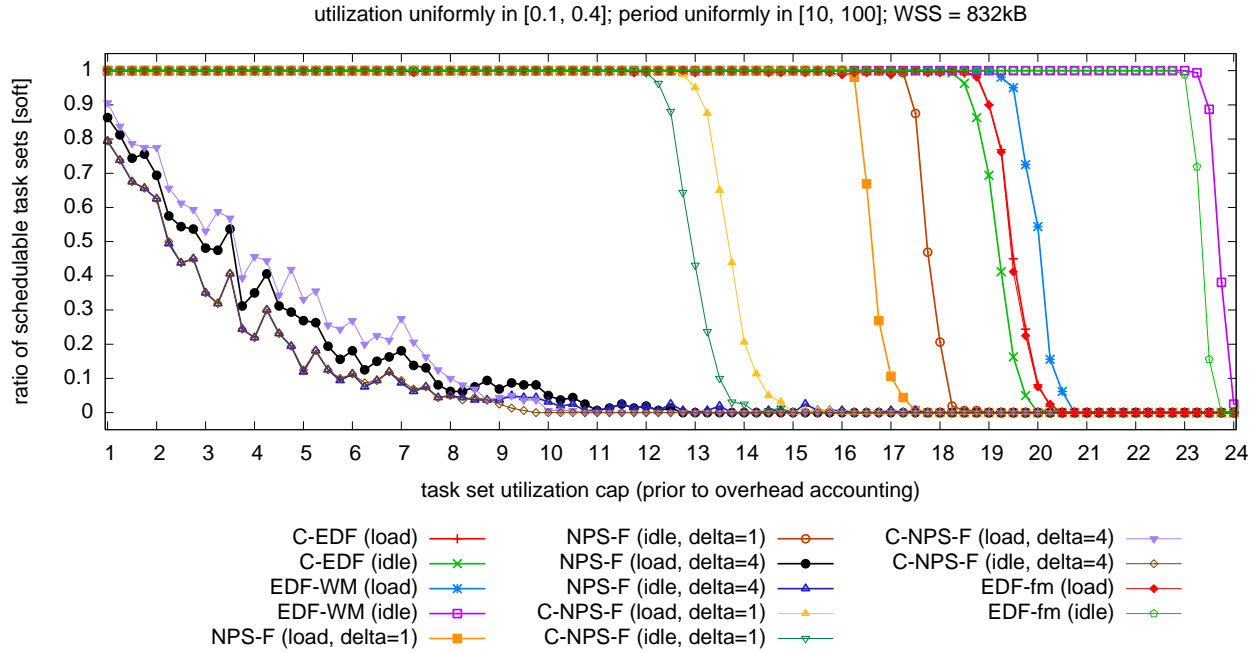 utilization uniformly in [0.1, 0.4]; period uniformly in [10, 100]; WSS = 832kB
ratio of schedulable task sets [soft]
1
0.9
0.8
0.7
0.6
0.5
0.4
0.3
0.2
0.1
0
1 2 3 4 5 6 7 8 9 10 11 12 13 14 15 16 17 18 19 20 21 22 23 24
task set utilization cap (prior to overhead accounting)
C-EDF (load)
C-EDF (idle)
EDF-WM (load)
EDF-WM (idle)
NPS-F (load, delta=1)
NPS-F (idle, delta=1)
NPS-F (load, delta=4)
NPS-F (idle, delta=4)
C-NPS-F (load, delta=1)
C-NPS-F (idle, delta=1)
C-NPS-F (load, delta=4)
C-NPS-F (idle, delta=4)
EDF-fm (load)
EDF-fm (idle)